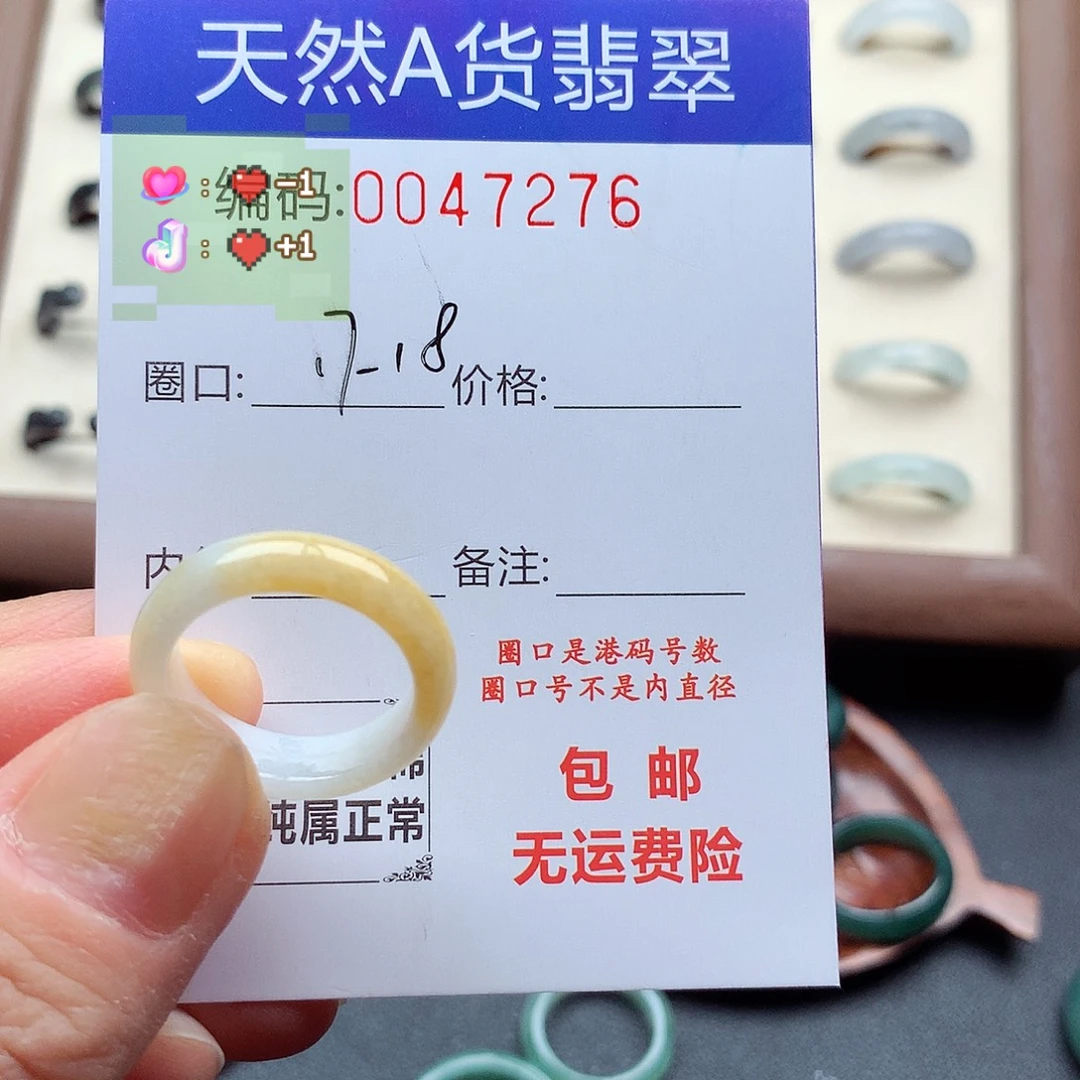 天然A货翡翠
: -1
编码:0047276
: +1
圈口: 17-18 价格:
内 备注:
圈口是港码号数
圈口号不是内直径
包邮
纯属正常
无运费险